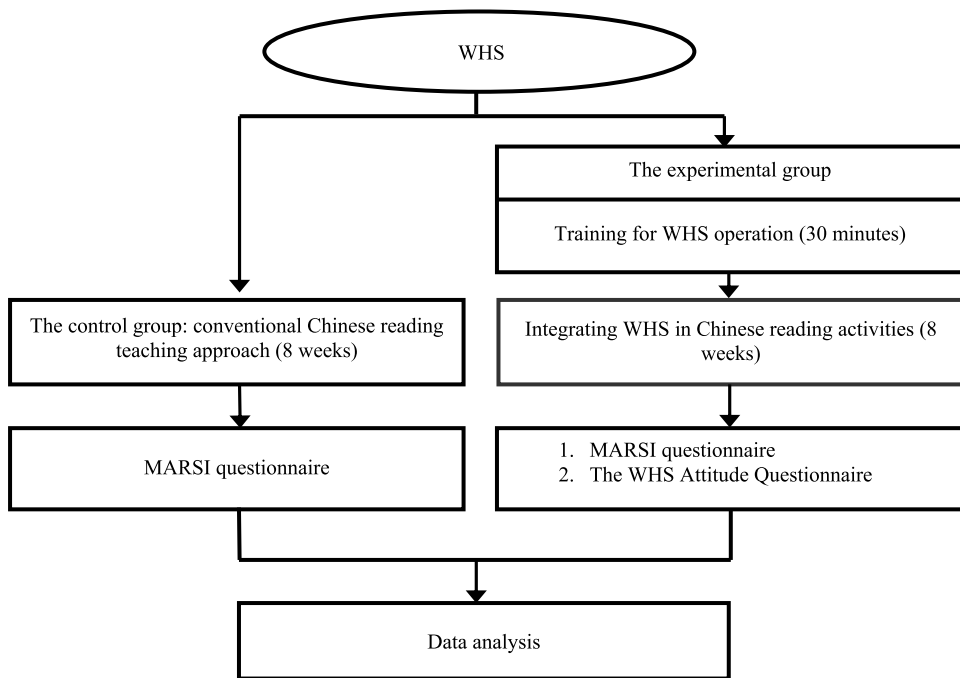 WHS
The experimental group
Training for WHS operation (30 minutes)
The control group: conventional Chinese reading
teaching approach (8 weeks)
Integrating WHS in Chinese reading activities (8
weeks)
MARSI questionnaire
1. MARSI questionnaire
2. The WHS Attitude Questionnaire
Data analysis